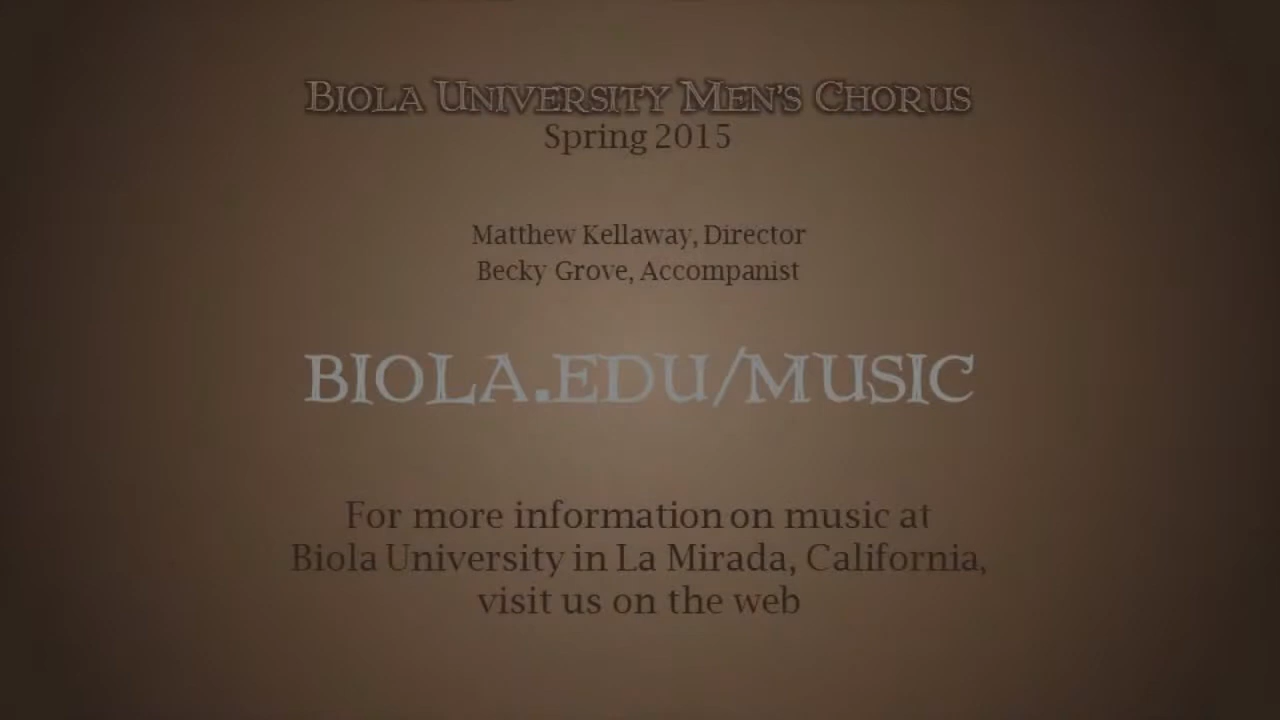 BIOLA UNIVERSITY MEN'S CHORUS
Spring 2015
Matthew Kellaway, Director
Becky Grove, Accompanist
BIOLA.EDU/MUSIC
For more information on music at
Biola University in La Mirada, California,
visit us on the web